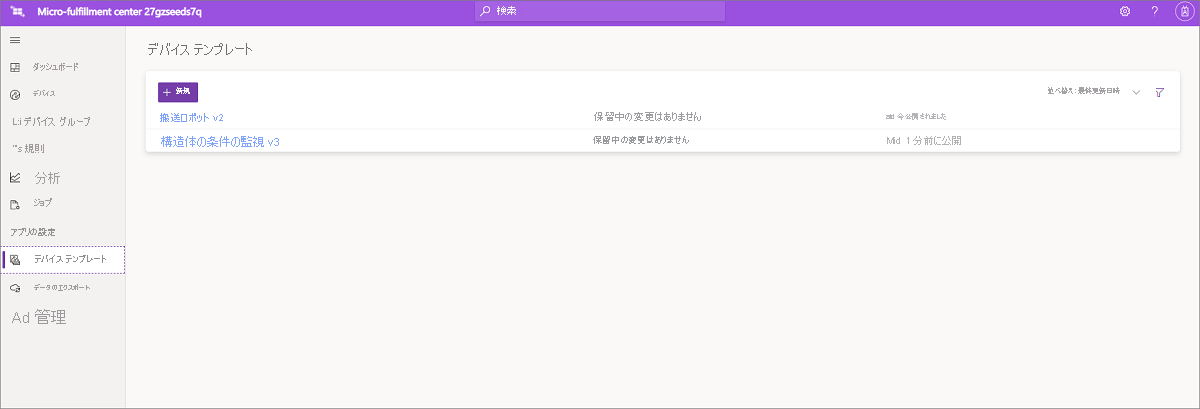 Micro-fulfillment center 27gzseeds7q
検索
?
デバイス テンプレート
ダッシュボード
デバイス
L:i デバイス グループ
"s 規則
分析
ジョブ
アプリの設定
デバイス テンプレート
データのエクスポート
Ad 管理
+ 新規
並べ替え: 最終更新日時
搬送ロボット v2
保留中の変更はありません
今公開されました
構造体の条件の監視 v3
保留中の変更はありません
Mid 1 分前に公開